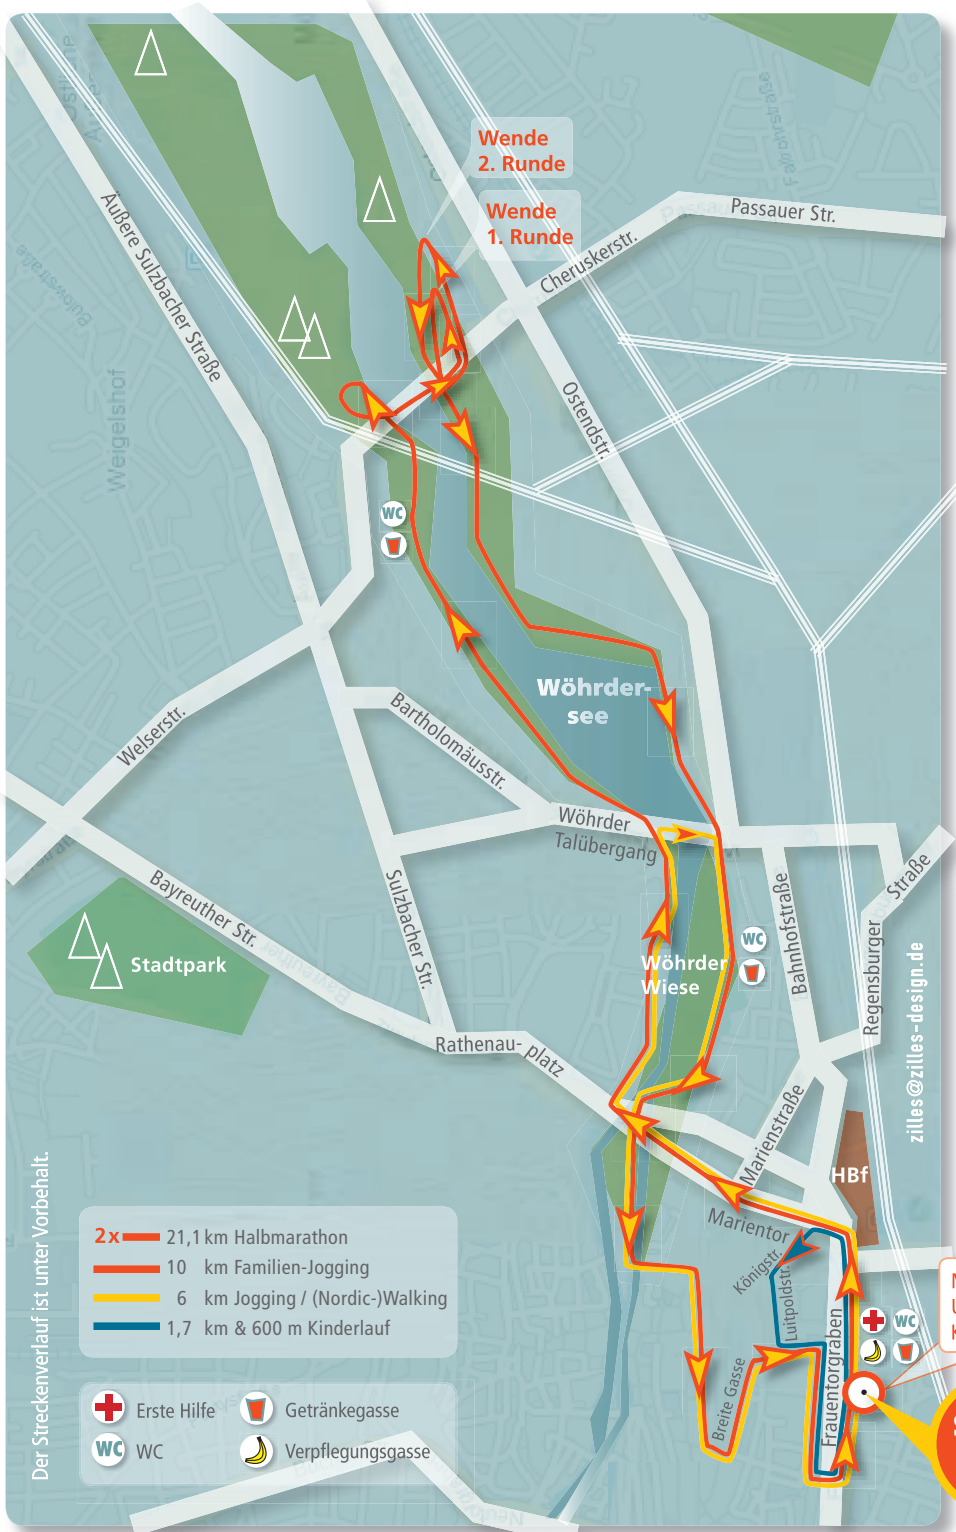 Wende
2. Runde
Wende
1. Runde
Passauer Str.
Cheruskerstr.
Äußere Sulzbacher Straße
Weigelshof
Ostendstr.
WC
Wöhrder-
see
Welserstr.
Bartholomäusstr.
Wöhrder
Talübergang
Bayreuther Str.
Sulzbacher Str.
Stadtpark
Bahnhofstraße
Regensburger
Straße
WC
Wöhrder
Wiese
Rathenau-
platz
zilles@zilles-design.de
Marienstraße
HBf
Marientor
Königstr.
Luitpoldstr.
Frauentorgraben
Breite Gasse
WC
Der Streckenverlauf ist unter Vorbehalt.
2x 21,1 km Halbmarathon
10 km Familien-Jogging
6 km Jogging / (Nordic-)Walking
1,7 km & 600 m Kinderlauf
Erste Hilfe
Getränkegasse
WC WC
Verpflegungsgasse